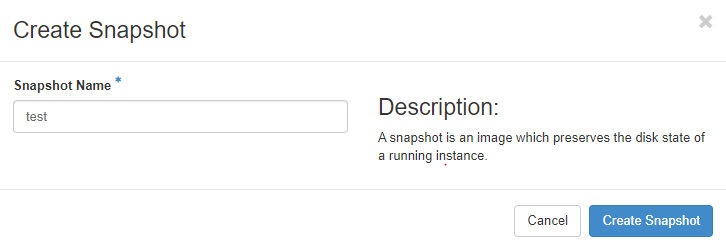 Create Snapshot
×
Snapshot Name *
test
Description:
A snapshot is an image which preserves the disk state of
a running instance.
Cancel
Create Snapshot